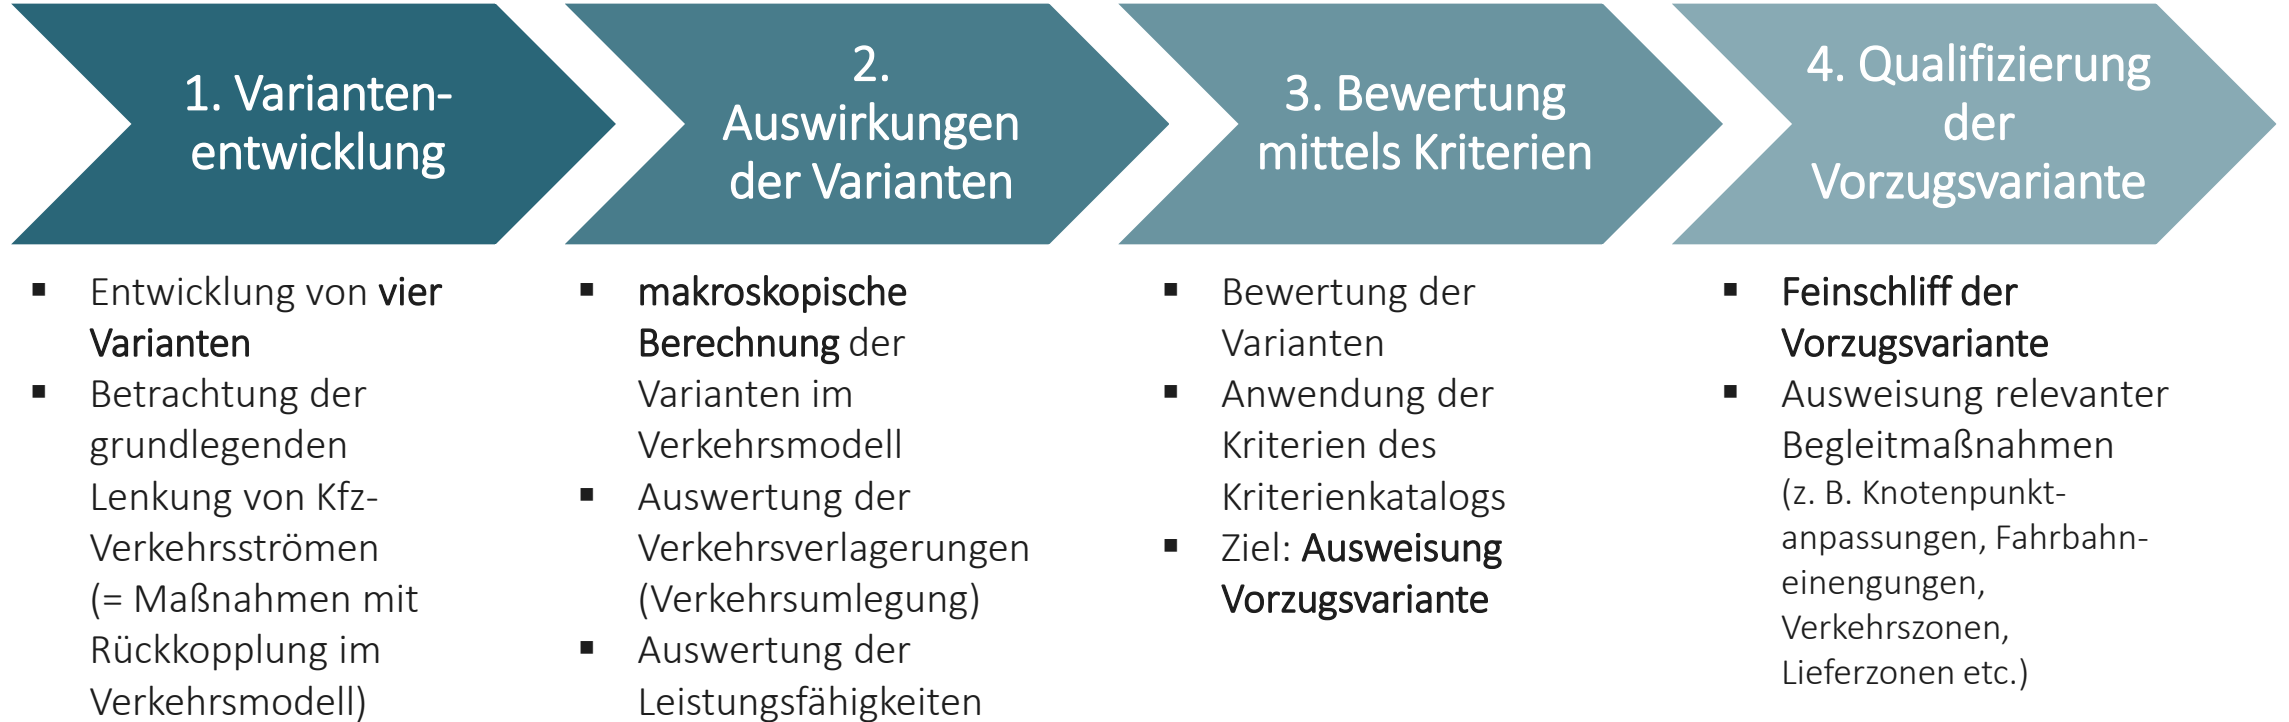 1. Varianten-
entwicklung
▪ Entwicklung von vier
Varianten
▪ Betrachtung der
grundlegenden
Lenkung von Kfz-
Verkehrsströmen
(= Maßnahmen mit
Rückkopplung im
Verkehrsmodell)
2.
Auswirkungen
der Varianten
▪ makroskopische
Berechnung der
Varianten im
Verkehrsmodell
▪ Auswertung der
Verkehrsverlagerungen
(Verkehrsumlegung)
▪ Auswertung der
Leistungsfähigkeiten
3. Bewertung
mittels Kriterien
▪ Bewertung der
Varianten
▪ Anwendung der
Kriterien des
Kriterienkatalogs
▪ Ziel: Ausweisung
Vorzugsvariante
4. Qualifizierung
der
Vorzugsvariante
▪ Feinschliff der
Vorzugsvariante
▪ Ausweisung relevanter
Begleitmaßnahmen
(z. B. Knotenpunkt-
anpassungen, Fahrbahn-
einengungen,
Verkehrszonen,
Lieferzonen etc.)